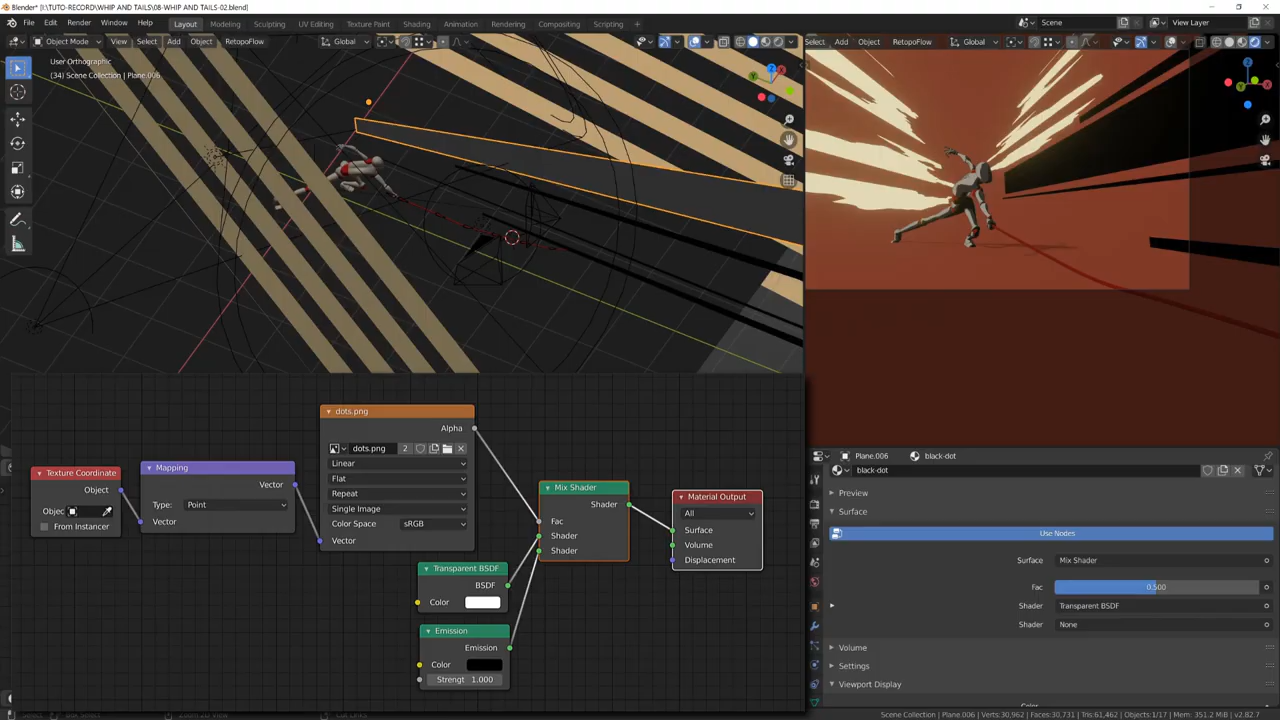 Blender* [I:\TUTO-RECORD\WHIP AND TAILS\08-WHIP AND TAILS-02.blend]
File Edit Render Window Help Layout Modeling Sculpting UV Editing Texture Paint Shading Animation Rendering Compositing Scripting + Scene View Layer
Object Mode View Select Add Object RetopoFlow Global
Select Add Object RetopoFlow Global
User Orthographic
(34) Scene Collection | Plane.006
dots.png
Alpha
dots.png 2
Linear
Flat
Repeat
Single Image
Color Space sRGB
Vector
Texture Coordinate
Object
Objec
From Instancer
Mapping
Vector
Type: Point
Vector
Mix Shader
Shader
Fac
Shader
Shader
Material Output
All
Surface
Volume
Displacement
Transparent BSDF
BSDF
Color
Emission
Emission
Color
Strengt 1.000
Plane.006 black-dot
black-dot
Preview
Surface
Use Nodes
Surface Mix Shader
Fac 0.500
Shader Transparent BSDF
Shader None
Volume
Settings
Viewport Display
Scene Collection | Plane.006 | Verts:30,962 | Faces:30,731 | Tris:61,462 | Objects:1/17 | Mem: 351.2 MiB | v2.82.7